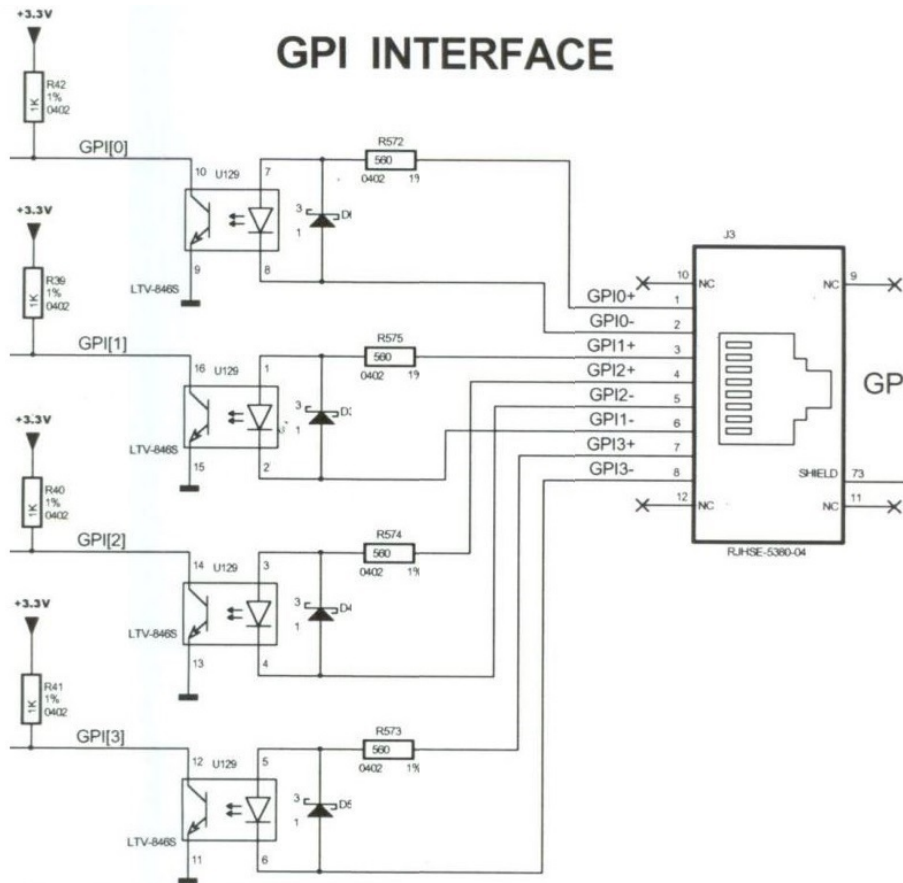 GPI INTERFACE
+3.3V
R42
1%
0402
1K
GPI[0]
10
U129
7
9
8
LTV-846S
3
1
R572
560
0402
+3.3V
R39
1%
0402
1K
GPI[1]
16
U129
1
15
2
LTV-846S
3
1
R575
560
0402
+3.3V
R40
1%
0402
1K
GPI[2]
14
U129
3
13
4
LTV-846S
3
1
D4
R574
560
0402
+3.3V
R41
1%
0402
1K
GPI[3]
12
U129
5
11
6
LTV-846S
3
1
R573
560
0402
J3
10
NC
NC
9
GPI0+
1
GPI0-
2
GPI1+
3
GPI2+
4
GPI2-
5
GPI1-
6
GPI3+
7
GPI3-
8
12
NC
NC
11
SHIELD
73
RJHSE-5380-04
GP